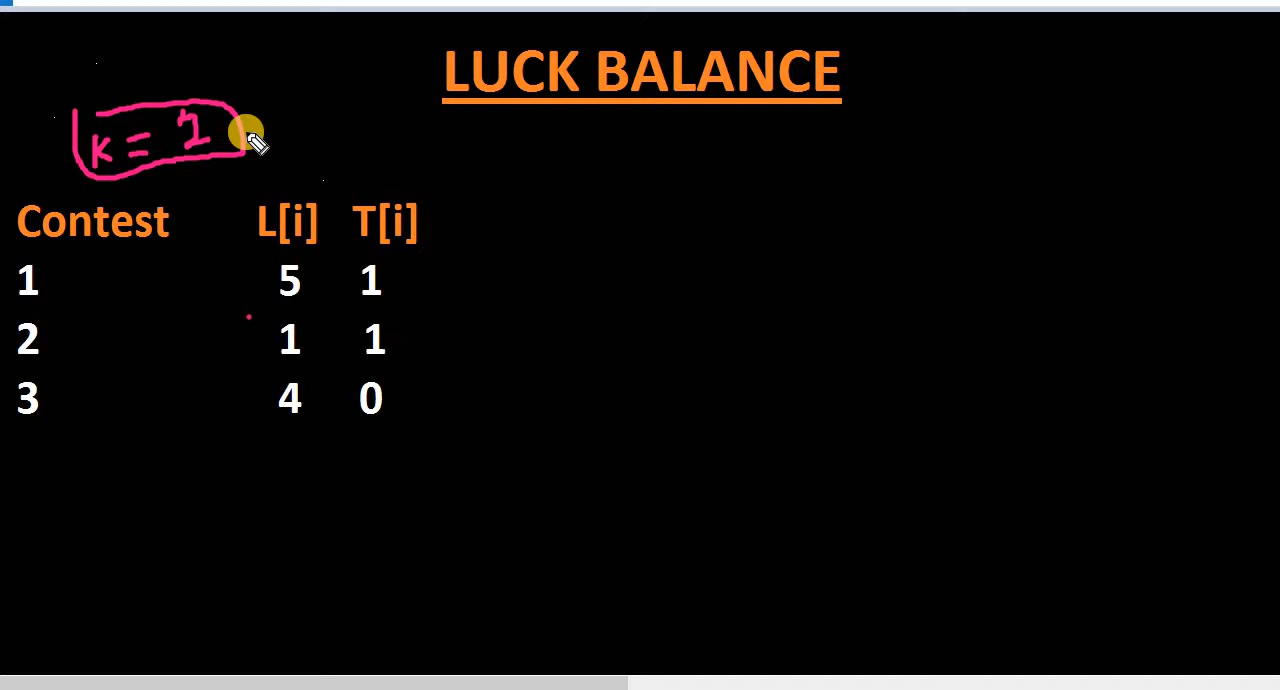 LUCK BALANCE
K = 1
Contest L[i] T[i]
1 5 1
2 1 1
3 4 0